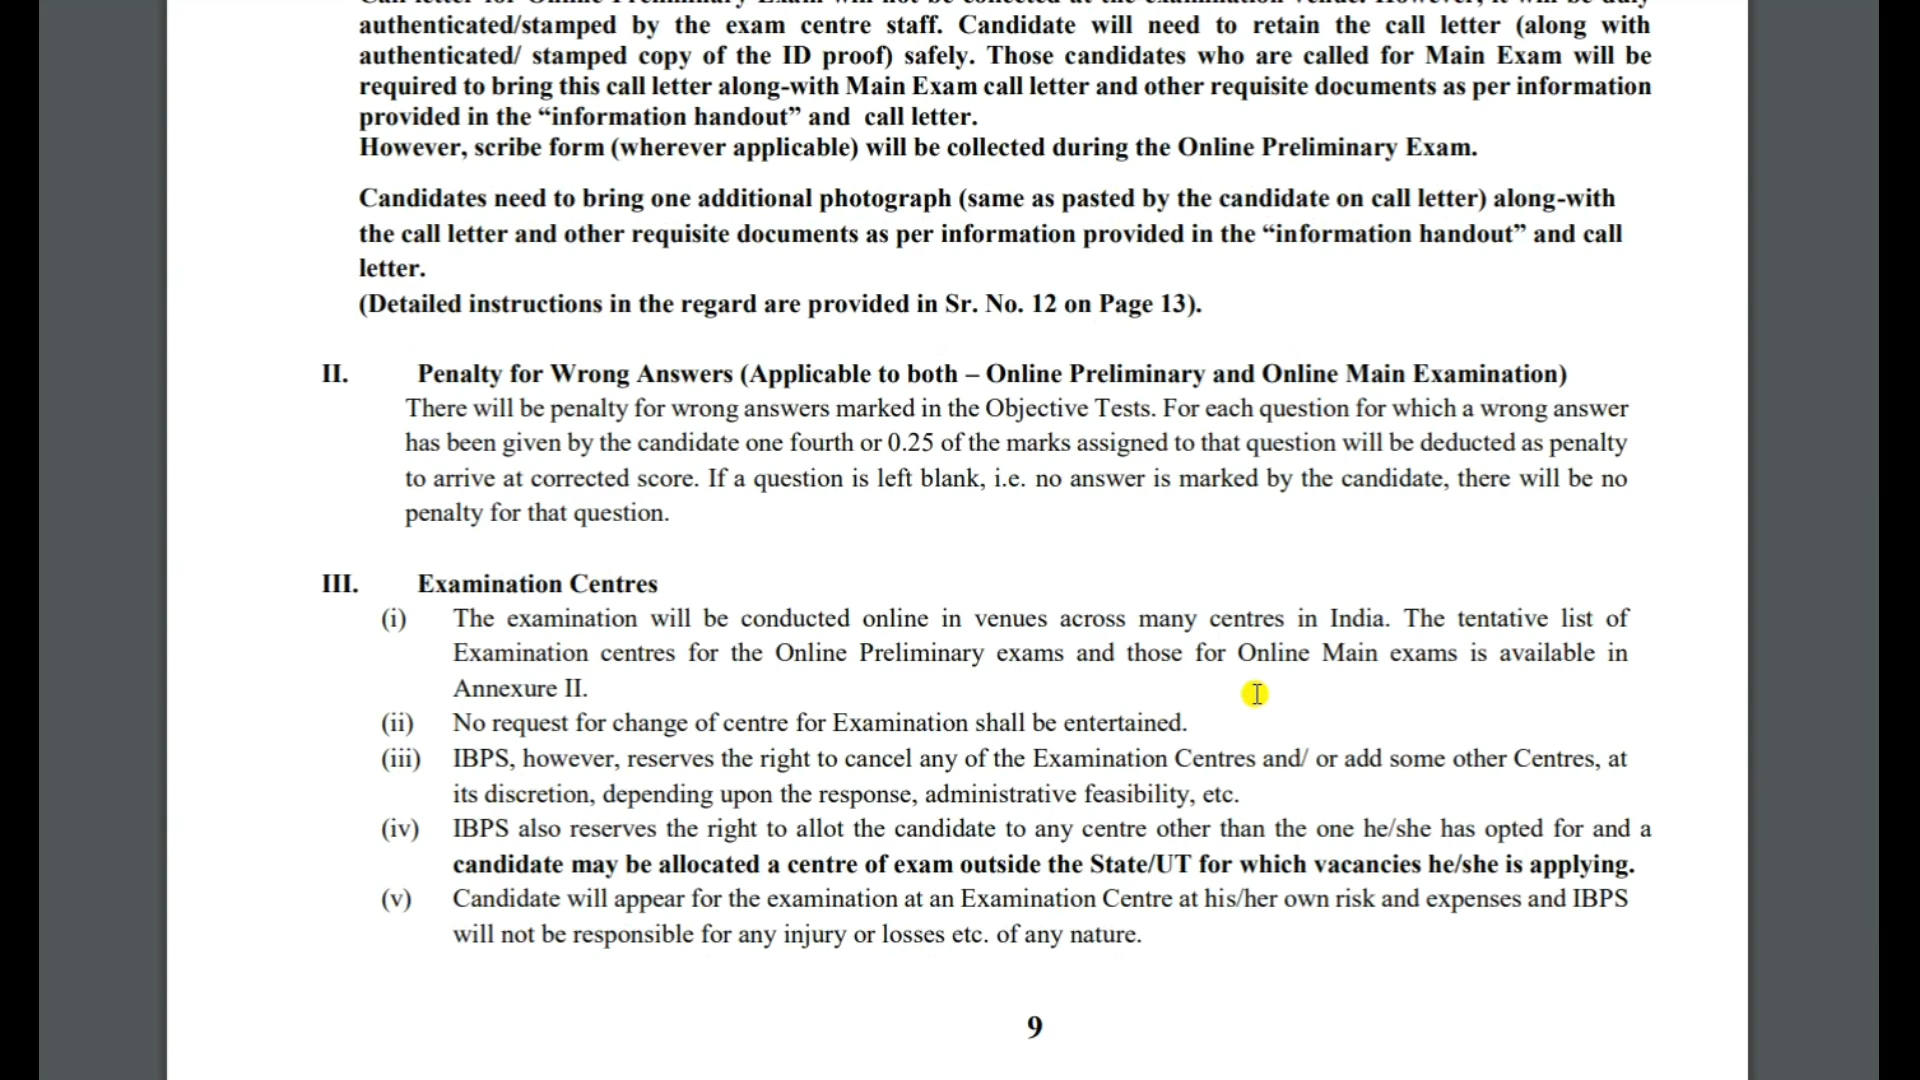 authenticated/stamped by the exam centre staff. Candidate will need to retain the call letter (along with
authenticated/ stamped copy of the ID proof) safely. Those candidates who are called for Main Exam will be
required to bring this call letter along-with Main Exam call letter and other requisite documents as per information
provided in the “information handout” and call letter.
However, scribe form (wherever applicable) will be collected during the Online Preliminary Exam.
Candidates need to bring one additional photograph (same as pasted by the candidate on call letter) along-with
the call letter and other requisite documents as per information provided in the “information handout” and call
letter.
(Detailed instructions in the regard are provided in Sr. No. 12 on Page 13).
II. Penalty for Wrong Answers (Applicable to both – Online Preliminary and Online Main Examination)
There will be penalty for wrong answers marked in the Objective Tests. For each question for which a wrong answer
has been given by the candidate one fourth or 0.25 of the marks assigned to that question will be deducted as penalty
to arrive at corrected score. If a question is left blank, i.e. no answer is marked by the candidate, there will be no
penalty for that question.
III. Examination Centres
(i) The examination will be conducted online in venues across many centres in India. The tentative list of
Examination centres for the Online Preliminary exams and those for Online Main exams is available in
Annexure II.
(ii) No request for change of centre for Examination shall be entertained.
(iii) IBPS, however, reserves the right to cancel any of the Examination Centres and/ or add some other Centres, at
its discretion, depending upon the response, administrative feasibility, etc.
(iv) IBPS also reserves the right to allot the candidate to any centre other than the one he/she has opted for and a
candidate may be allocated a centre of exam outside the State/UT for which vacancies he/she is applying.
(v) Candidate will appear for the examination at an Examination Centre at his/her own risk and expenses and IBPS
will not be responsible for any injury or losses etc. of any nature.
9